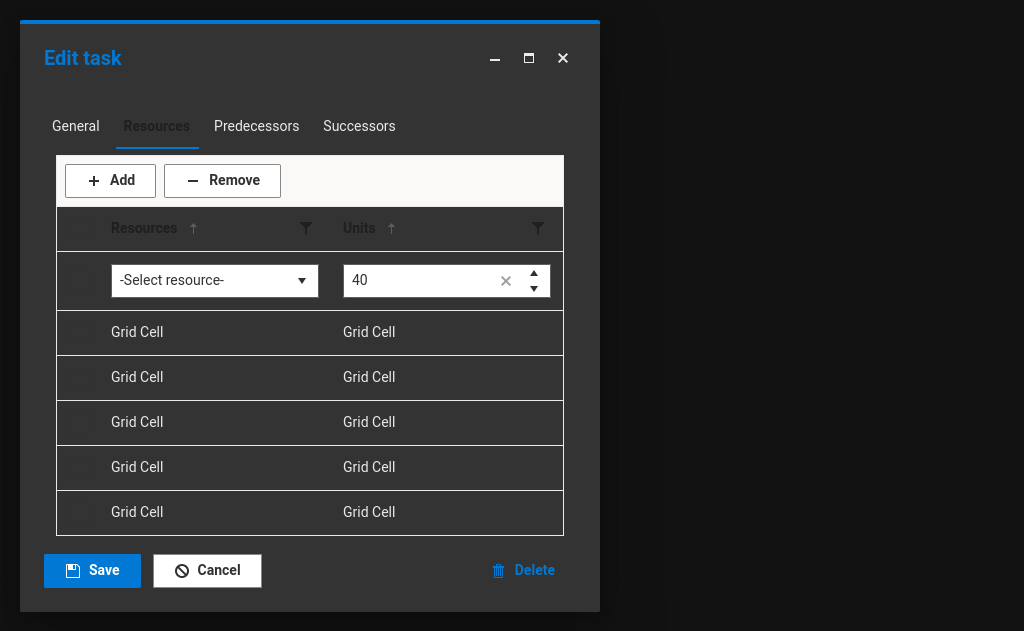 Edit task
General Resources Predecessors Successors
Add Remove
Resources Units
-Select resource- 40
Grid Cell Grid Cell
Grid Cell Grid Cell
Grid Cell Grid Cell
Grid Cell Grid Cell
Grid Cell Grid Cell
Save Cancel Delete